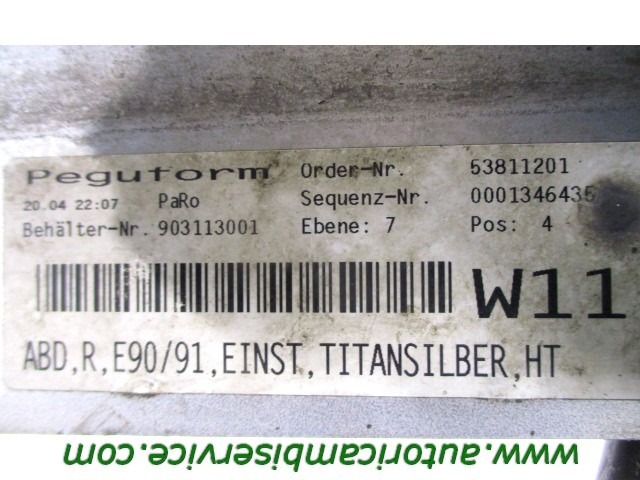 Peguform Order-Nr. 53811201
20.04 22:07 PaRo Sequenz-Nr. 0001346435
Behälter-Nr. 903113001 Ebene: 7 Pos: 4
W11
ABD,R,E90/91,EINST,TITANSILBER,HT
www.autoricambiservice.com